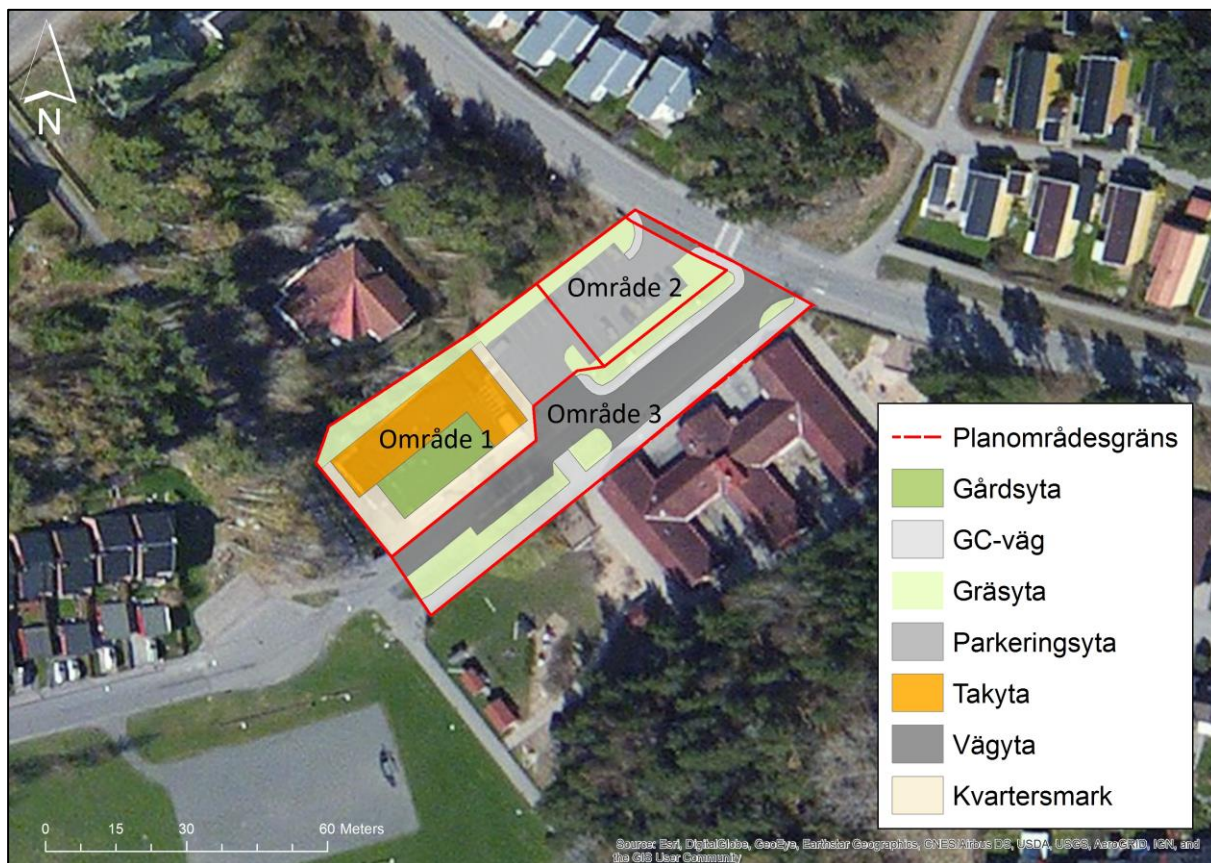 N
Område 2
Område 3
Område 1
Planområdesgräns
Gårdsyta
GC-väg
Gräsyta
Parkeringsyta
Takyta
Vägyta
Kvartersmark
0 15 30 60 Meters
Source: Esri, DigitalGlobe, GeoEye, Earthstar Geographics, CNES/Airbus DS, USDA, USGS, AeroGRID, IGN, and
the GIS User Community